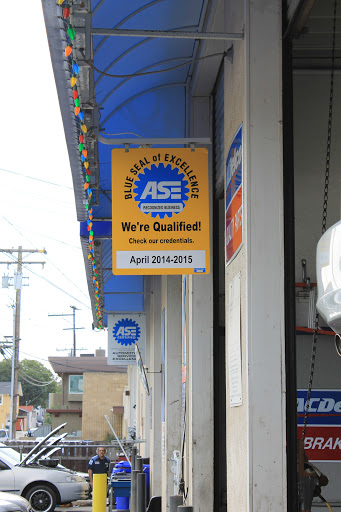 BLUE SEAL of EXCELLENCE
ASE
RECOGNIZED BUSINESS
We're Qualified!
Check our credentials.
April 2014-2015
ASE
CERTIFIED
ACDe
BRAK